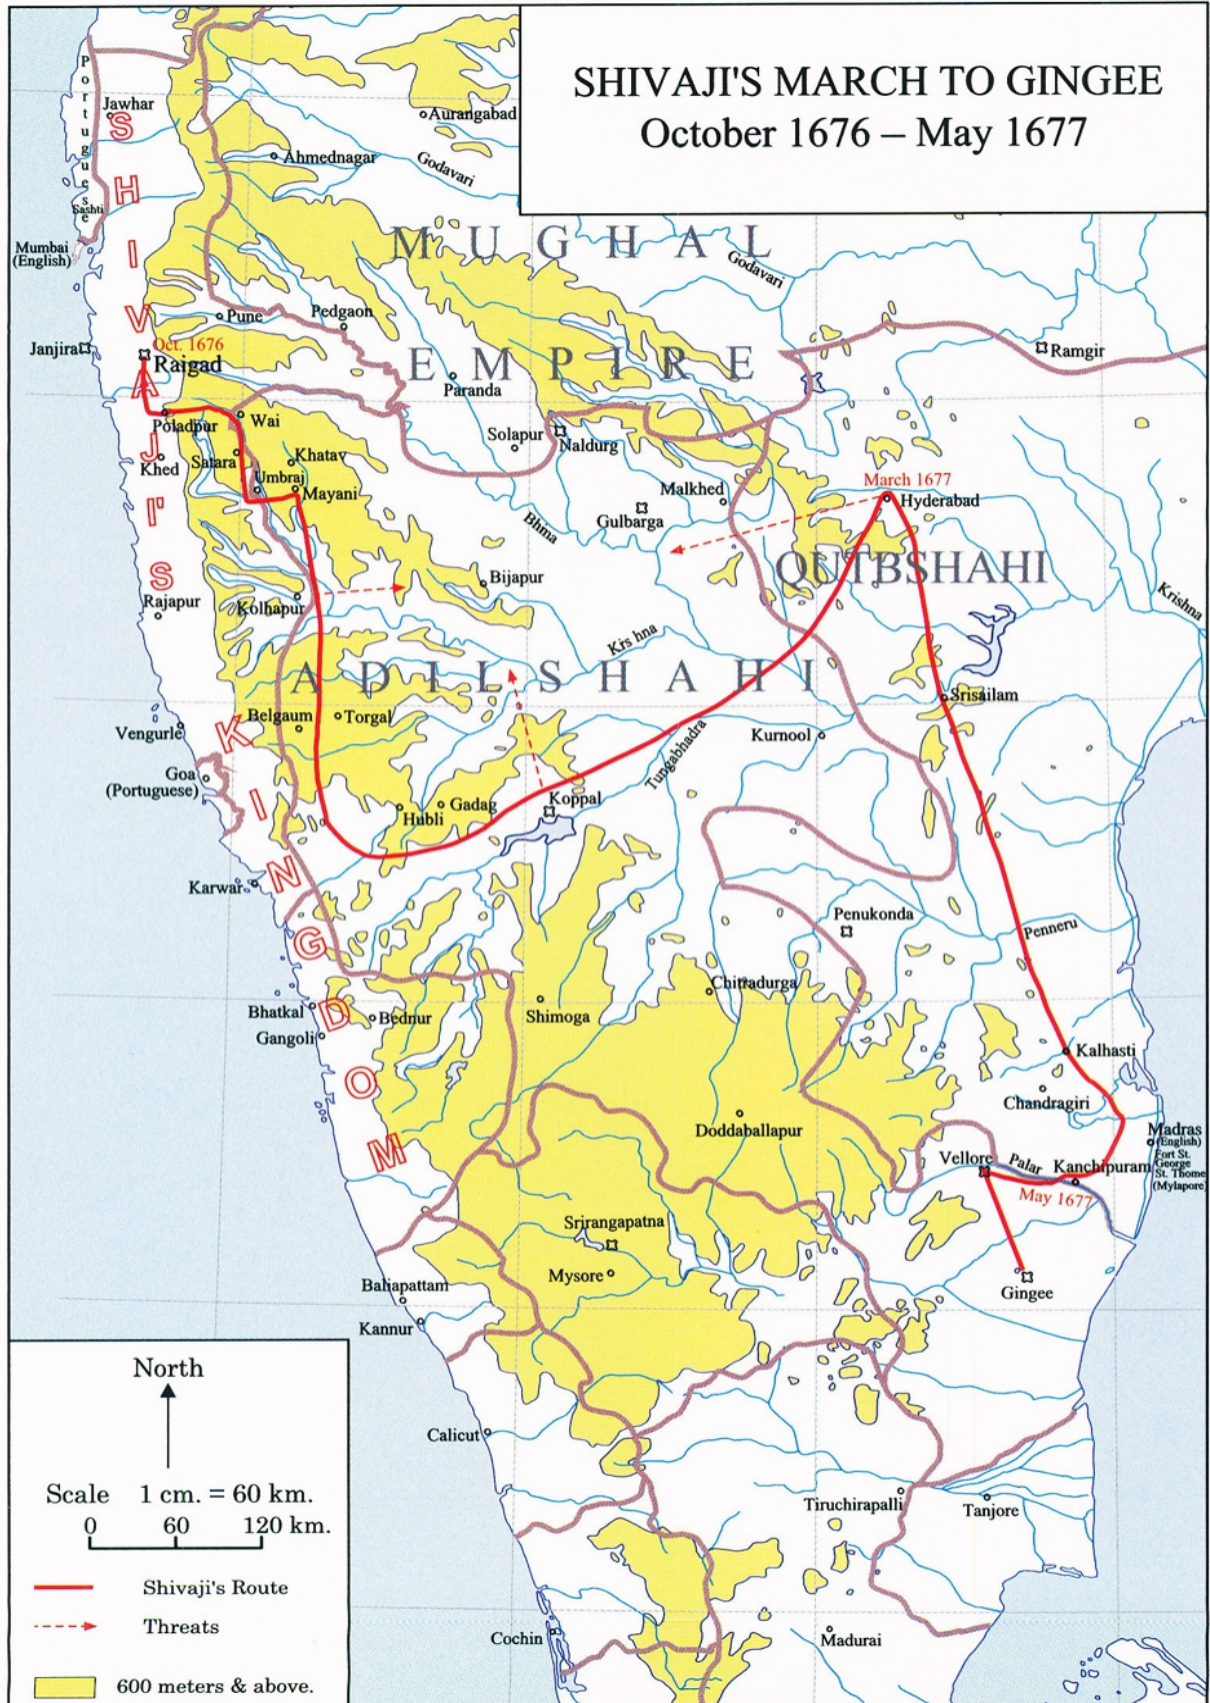 SHIVAJI'S MARCH TO GINGEE
October 1676 – May 1677
Portuguese
Jawhar
Aurangabad
Ahmednagar
Godavari
Sashti
Mumbai
(English)
MUGHAL
Godavari
Pune
Pedgaon
Janjira
Oct. 1676
Raigad
EMPIRE
Ramgir
Paranda
Poladpur
Wai
Solapur
Naldurg
Khed
Satara
Khatav
Umbraj
Mayani
Malkhed
March 1677
Hyderabad
Gulbarga
Bhima
Bijapur
QUTBSHAHI
Rajapur
Kolhapur
Krishna
Kris hna
ADILSHAHI
Srisailam
Belgaum
Torgal
Vengurle
Kurnool
Tungabhadra
Goa
(Portuguese)
Hubli
Gadag
Koppal
Karwar
Penukonda
Penneru
Chitradurga
Bhatkal
Bednur
Shimoga
Gangoli
Kalhasti
Chandragiri
Doddaballapur
Madras
(English)
Fort St.
George
St. Thome
(Mylapore)
Vellore
Palar
Kanchipuram
May 1677
SHIVAJI'S KINGDOM
Srirangapatna
Mysore
Gingee
Baliapattam
Kannur
Calicut
Tiruchirapalli
Tanjore
Cochin
Madurai
North
Scale 1 cm. = 60 km.
0 60 120 km.
Shivaji's Route
Threats
600 meters & above.